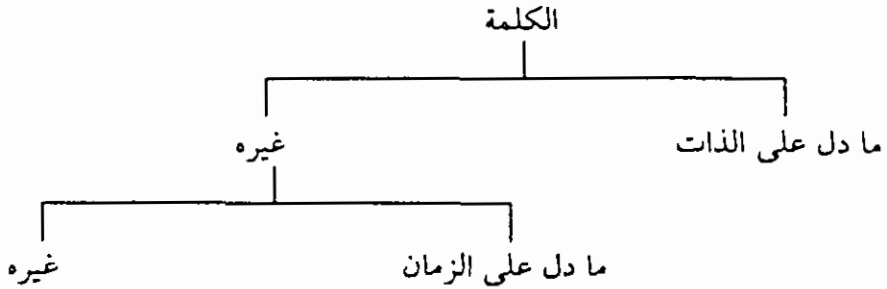 الكلمة
ما دل على الذات
غيره
ما دل على الزمان
غيره